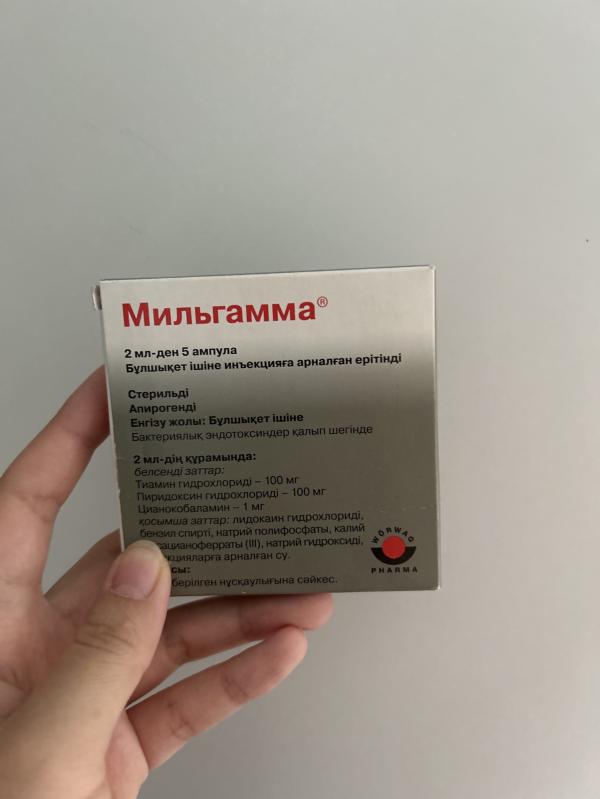 Мильгамма®
2 мл-ден 5 ампула
Бұлшықет ішіне инъекцияға арналған ерітінді
Стерильді
Апирогенді
Енгізу жолы: Бұлшықет ішіне
Бактериялық эндотоксиндер қалып шегінде
2 мл-дің құрамында:
белсенді заттар:
Тиамин гидрохлориді – 100 мг
Пиридоксин гидрохлориді – 100 мг
Цианокобаламин – 1 мг
қосымша заттар: лидокаин гидрохлориді,
бензил спирті, натрий полифосфаты, калий
(III), натрий гидроксиді,
арналған су.
берілген нұсқаулығына сәйкес.
WÖRWAG
PHARMA